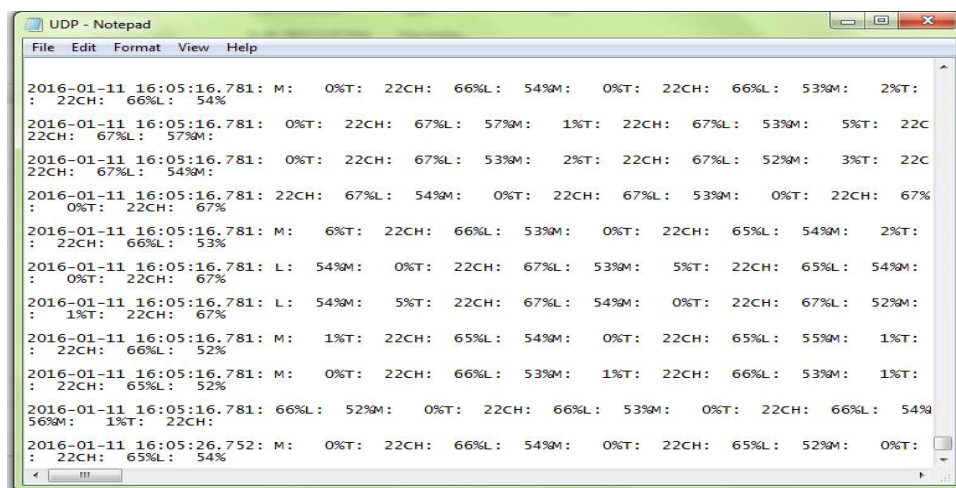 UDP - Notepad
File Edit Format View Help
2016-01-11 16:05:16.781: M: 0%T: 22CH: 66%L: 54%M: 0%T: 22CH: 66%L: 53%M: 2%T:
: 22CH: 66%L: 54%
2016-01-11 16:05:16.781: 0%T: 22CH: 67%L: 57%M: 1%T: 22CH: 67%L: 53%M: 5%T: 22C
22CH: 67%L: 57%M:
2016-01-11 16:05:16.781: 0%T: 22CH: 67%L: 53%M: 2%T: 22CH: 67%L: 52%M: 3%T: 22C
22CH: 67%L: 54%M:
2016-01-11 16:05:16.781: 22CH: 67%L: 54%M: 0%T: 22CH: 67%L: 53%M: 0%T: 22CH: 67%
: 0%T: 22CH: 67%
2016-01-11 16:05:16.781: M: 6%T: 22CH: 66%L: 53%M: 0%T: 22CH: 65%L: 54%M: 2%T:
: 22CH: 66%L: 53%
2016-01-11 16:05:16.781: L: 54%M: 0%T: 22CH: 67%L: 53%M: 5%T: 22CH: 65%L: 54%M:
: 0%T: 22CH: 67%
2016-01-11 16:05:16.781: L: 54%M: 5%T: 22CH: 67%L: 54%M: 0%T: 22CH: 67%L: 52%M:
: 1%T: 22CH: 67%
2016-01-11 16:05:16.781: M: 1%T: 22CH: 65%L: 54%M: 0%T: 22CH: 65%L: 55%M: 1%T:
: 22CH: 66%L: 52%
2016-01-11 16:05:16.781: M: 0%T: 22CH: 66%L: 53%M: 1%T: 22CH: 66%L: 53%M: 1%T:
: 22CH: 65%L: 52%
2016-01-11 16:05:16.781: 66%L: 52%M: 0%T: 22CH: 66%L: 53%M: 0%T: 22CH: 66%L: 54%
56%M: 1%T: 22CH:
2016-01-11 16:05:26.752: M: 0%T: 22CH: 66%L: 54%M: 0%T: 22CH: 65%L: 52%M: 0%T:
: 22CH: 65%L: 54%